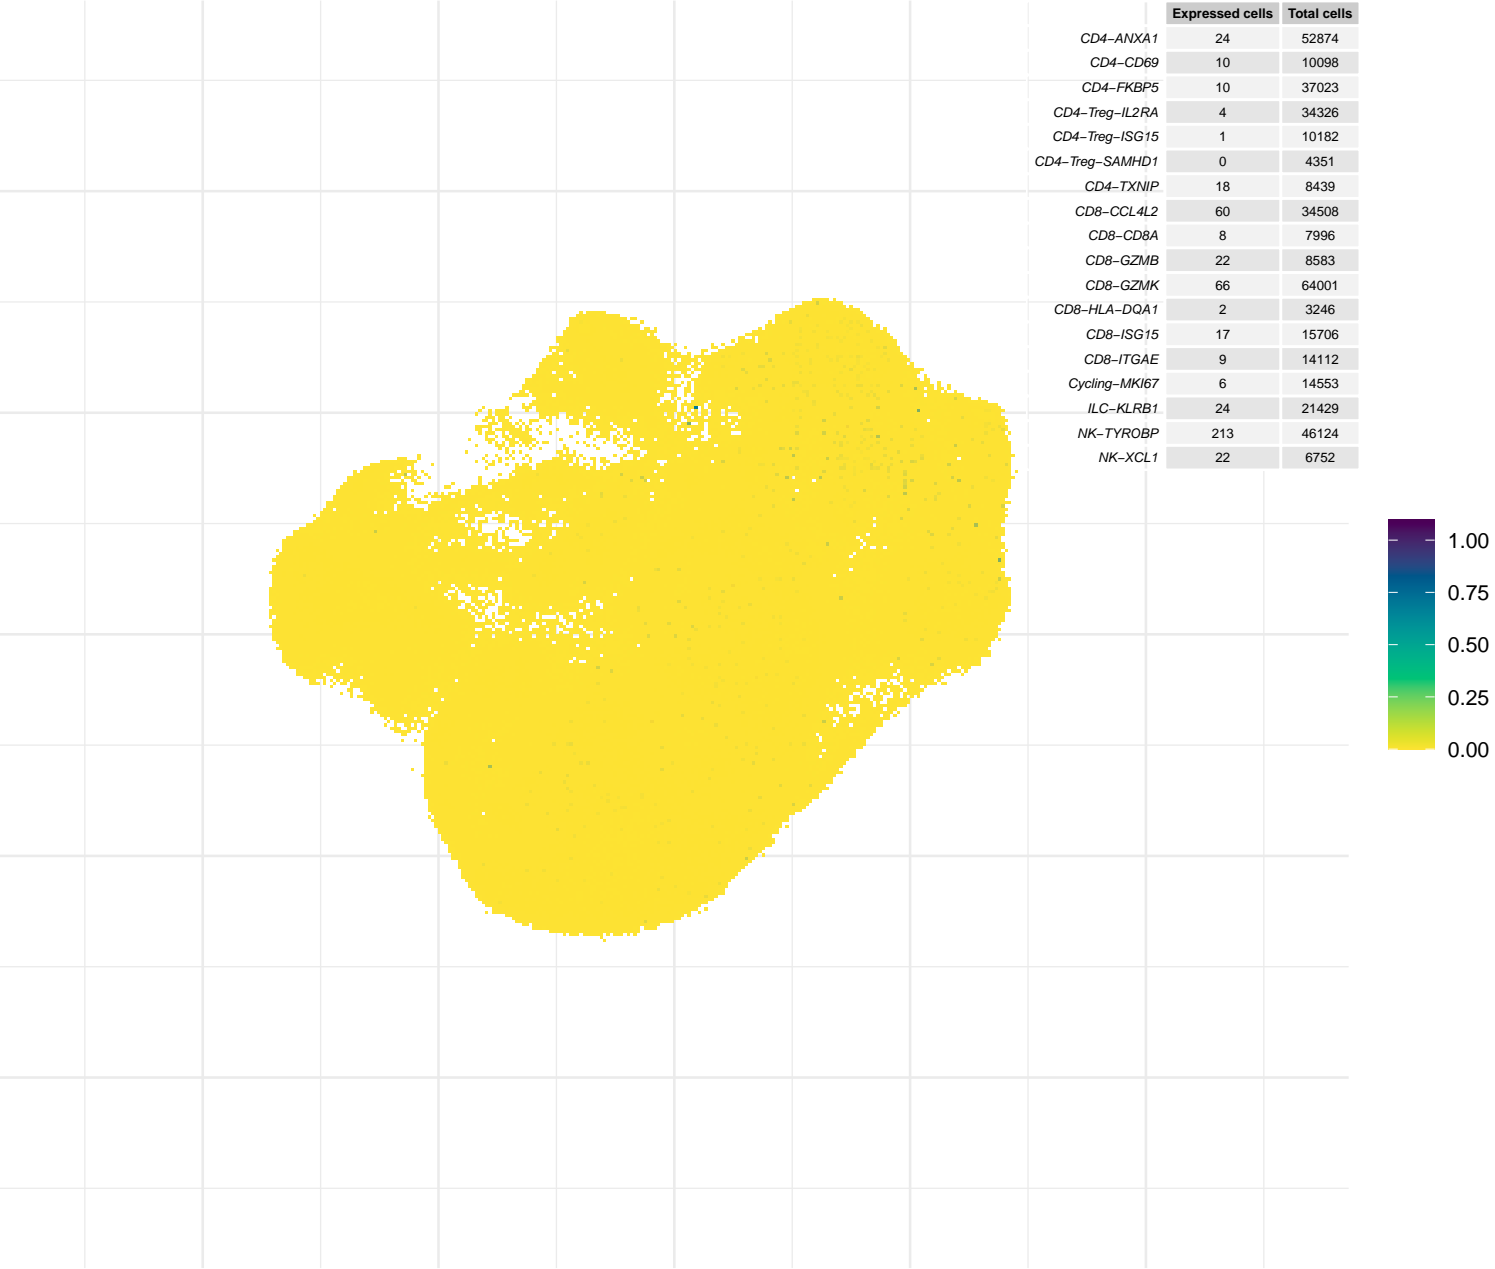 Expressed cells Total cells
CD4−ANXA1 24 52874
CD4−CD69 10 10098
CD4−FKBP5 10 37023
CD4−Treg−IL2RA 4 34326
CD4−Treg−ISG15 1 10182
CD4−Treg−SAMHD1 0 4351
CD4−TXNIP 18 8439
CD8−CCL4L2 60 34508
CD8−CD8A 8 7996
CD8−GZMB 22 8583
CD8−GZMK 66 64001
CD8−HLA−DQA1 2 3246
CD8−ISG15 17 15706
CD8−ITGAE 9 14112
Cycling−MKI67 6 14553
ILC−KLRB1 24 21429
NK−TYROBP 213 46124
NK−XCL1 22 6752
1.00
0.75
0.50
0.25
0.00